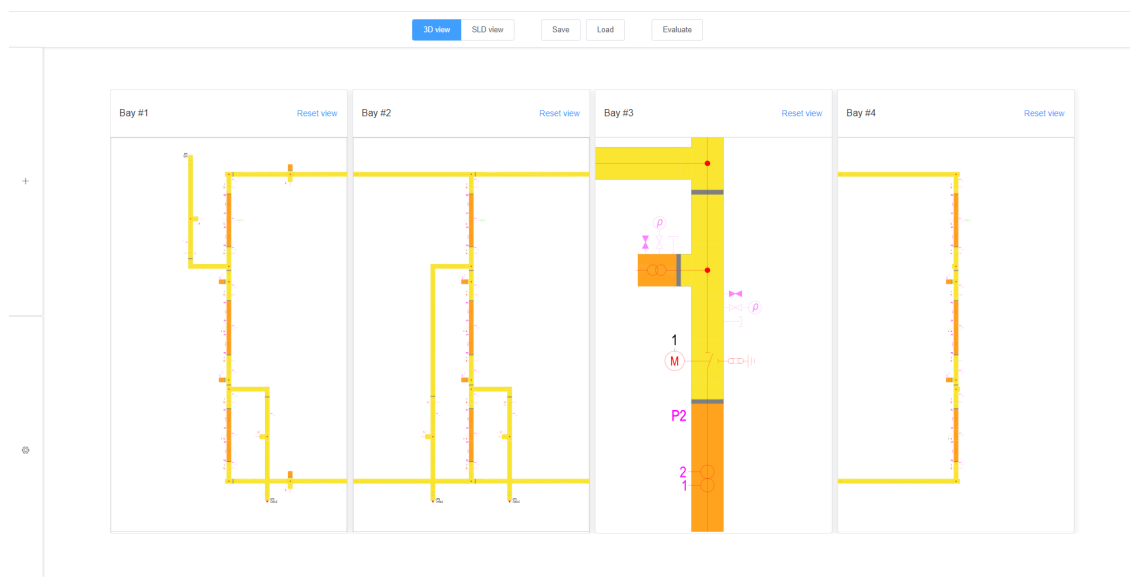 3D view SLD view Save Load Evaluate
Bay #1 Reset view
Bay #2 Reset view
Bay #3 Reset view
Bay #4 Reset view
ρ
ρ
1
M
P2
2
1